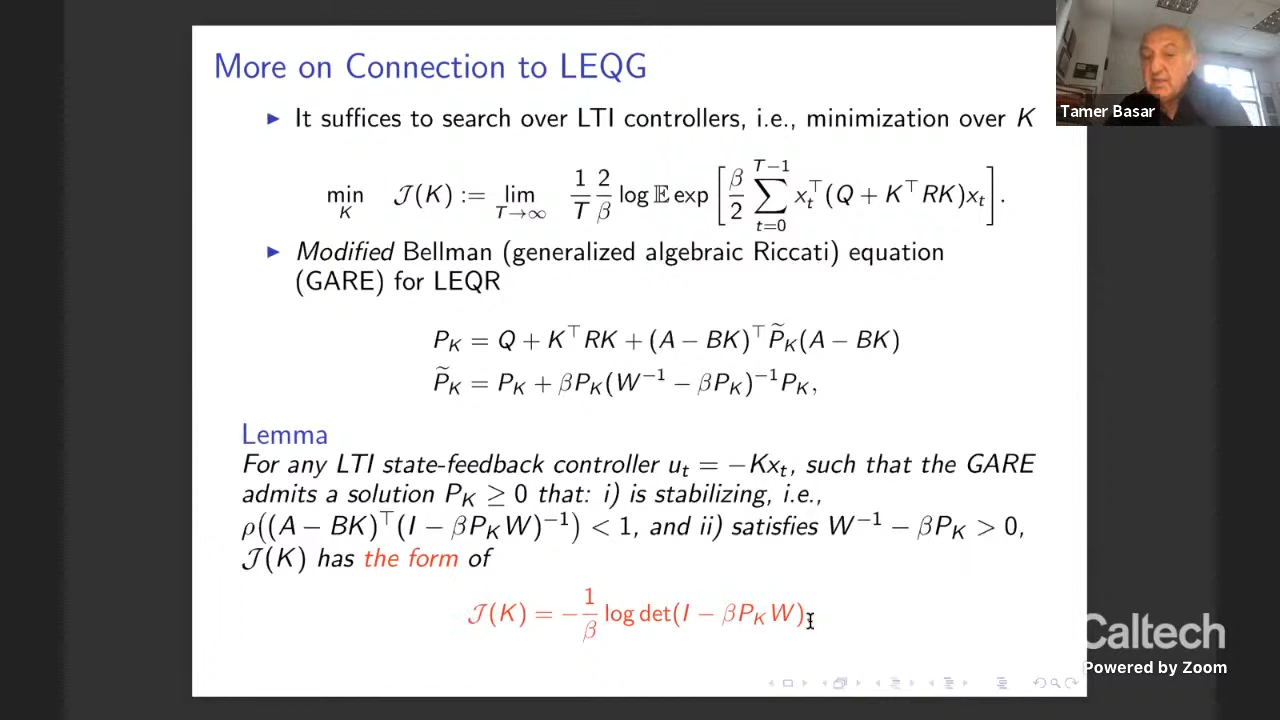 More on Connection to LEQG
Tamer Basar
▶ It suffices to search over LTI controllers, i.e., minimization over K
min_K 𝒥(K) := lim_{T→∞} 1/T 2/β log 𝔼 exp [ β/2 ∑_{t=0}^{T−1} x_t^⊤(Q + K^⊤RK)x_t ].
▶ Modified Bellman (generalized algebraic Riccati) equation
(GARE) for LEQR
P_K = Q + K^⊤RK + (A − BK)^⊤P̃_K(A − BK)
P̃_K = P_K + βP_K(W^{−1} − βP_K)^{−1}P_K,
Lemma
For any LTI state-feedback controller u_t = −Kx_t, such that the GARE
admits a solution P_K ≥ 0 that: i) is stabilizing, i.e.,
ρ((A − BK)^⊤(I − βP_K W)^{−1}) < 1, and ii) satisfies W^{−1} − βP_K > 0,
𝒥(K) has the form of
𝒥(K) = −1/β log det(I − βP_K W)
Caltech
Powered by Zoom